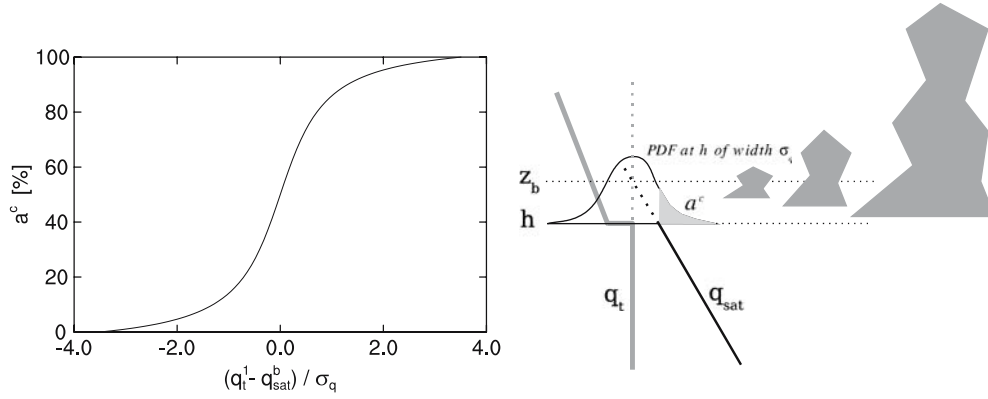 a^c [%]
100
80
60
40
20
0
-4.0 -2.0 0.0 2.0 4.0
(q_t^1 - q_sat^b) / σ_q
PDF at h of width σ_q
z_b
h
a^c
q_t
q_sat